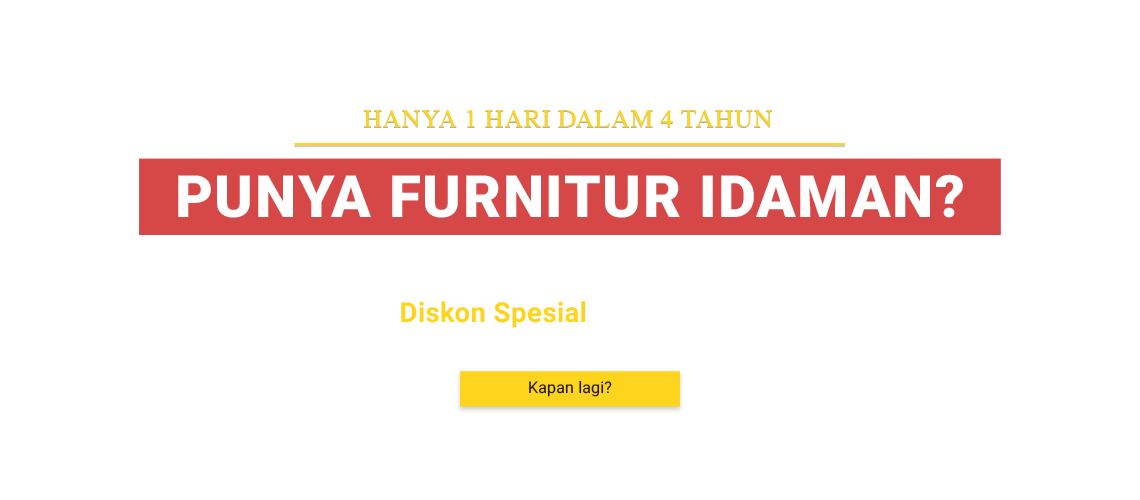 HANYA 1 HARI DALAM 4 TAHUN
PUNYA FURNITUR IDAMAN?
Diskon Spesial
Kapan lagi?